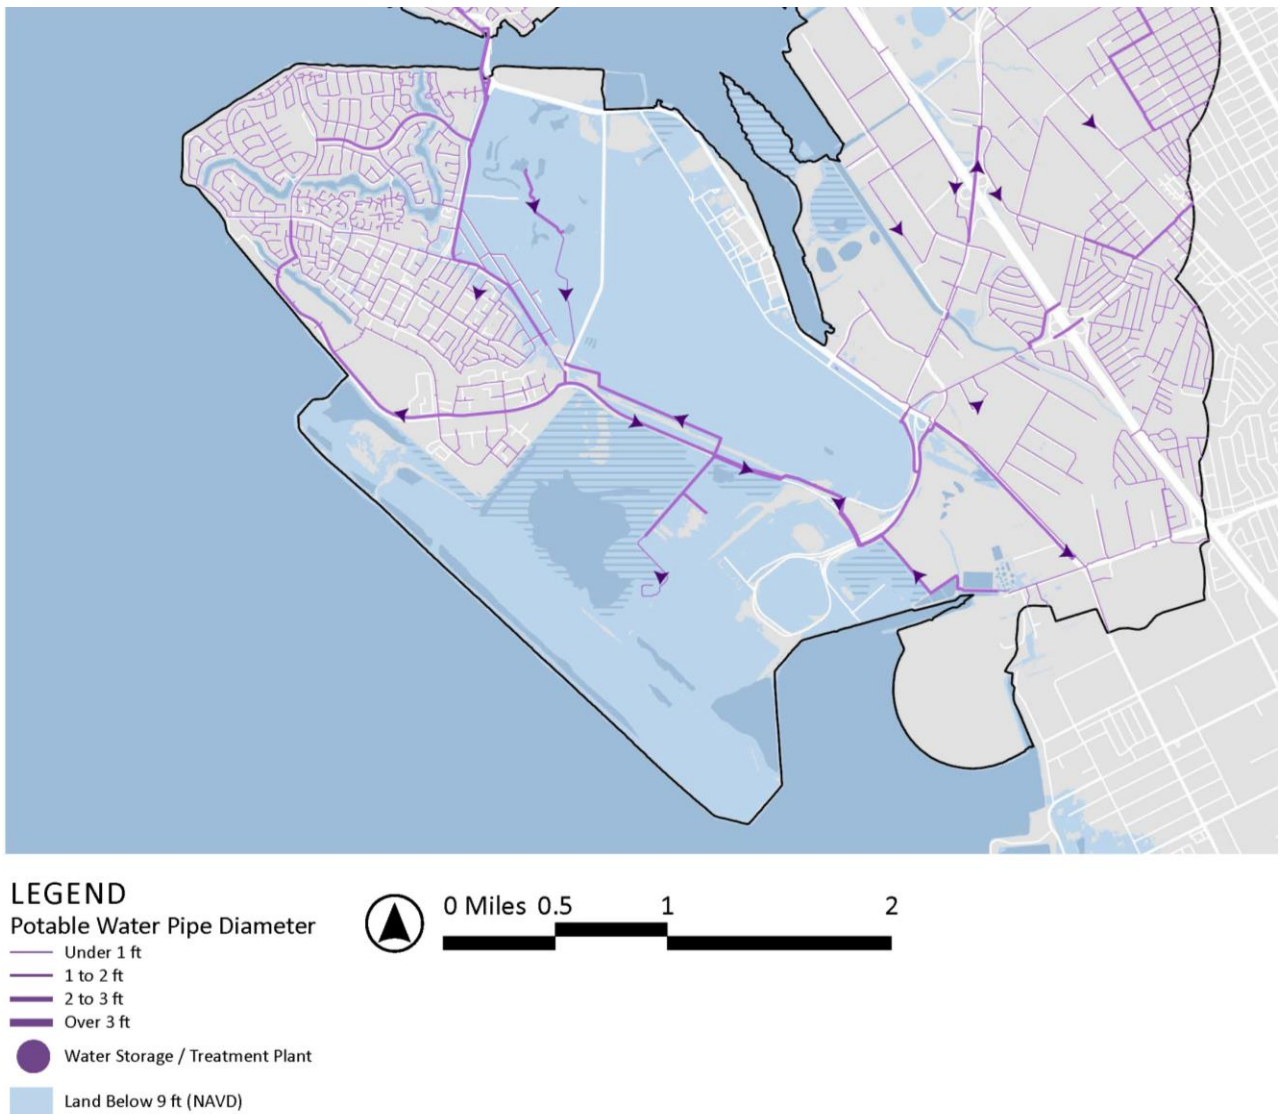 LEGEND
Potable Water Pipe Diameter
Under 1 ft
1 to 2 ft
2 to 3 ft
Over 3 ft
Water Storage / Treatment Plant
Land Below 9 ft (NAVD)
0 Miles 0.5 1 2